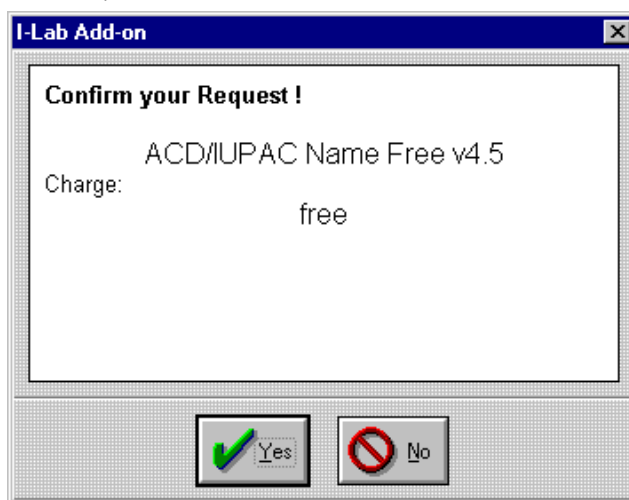 I-Lab Add-on
Confirm your Request !
ACD/IUPAC Name Free v4.5
Charge:
free
Yes
No